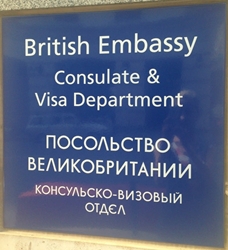 British Embassy
Consulate &
Visa Department
ПОСОЛЬСТВО
ВЕЛИКОБРИТАНИИ
КОНСУЛЬСКО-ВИЗОВЫЙ
ОТДЕЛ